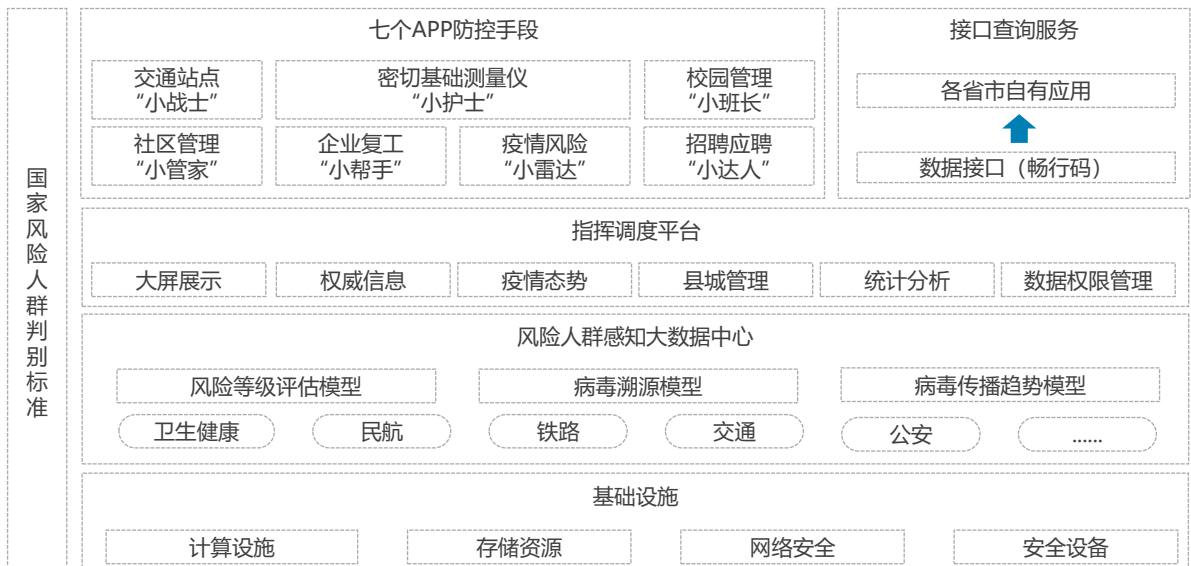 国家风险人群判别标准
七个APP防控手段
交通站点
“小战士”
密切基础测量仪
“小护士”
校园管理
“小班长”
社区管理
“小管家”
企业复工
“小帮手”
疫情风险
“小雷达”
招聘应聘
“小达人”
接口查询服务
各省市自有应用
数据接口（畅行码）
指挥调度平台
大屏展示
权威信息
疫情态势
县城管理
统计分析
数据权限管理
风险人群感知大数据中心
风险等级评估模型
病毒溯源模型
病毒传播趋势模型
卫生健康
民航
铁路
交通
公安
......
基础设施
计算设施
存储资源
网络安全
安全设备